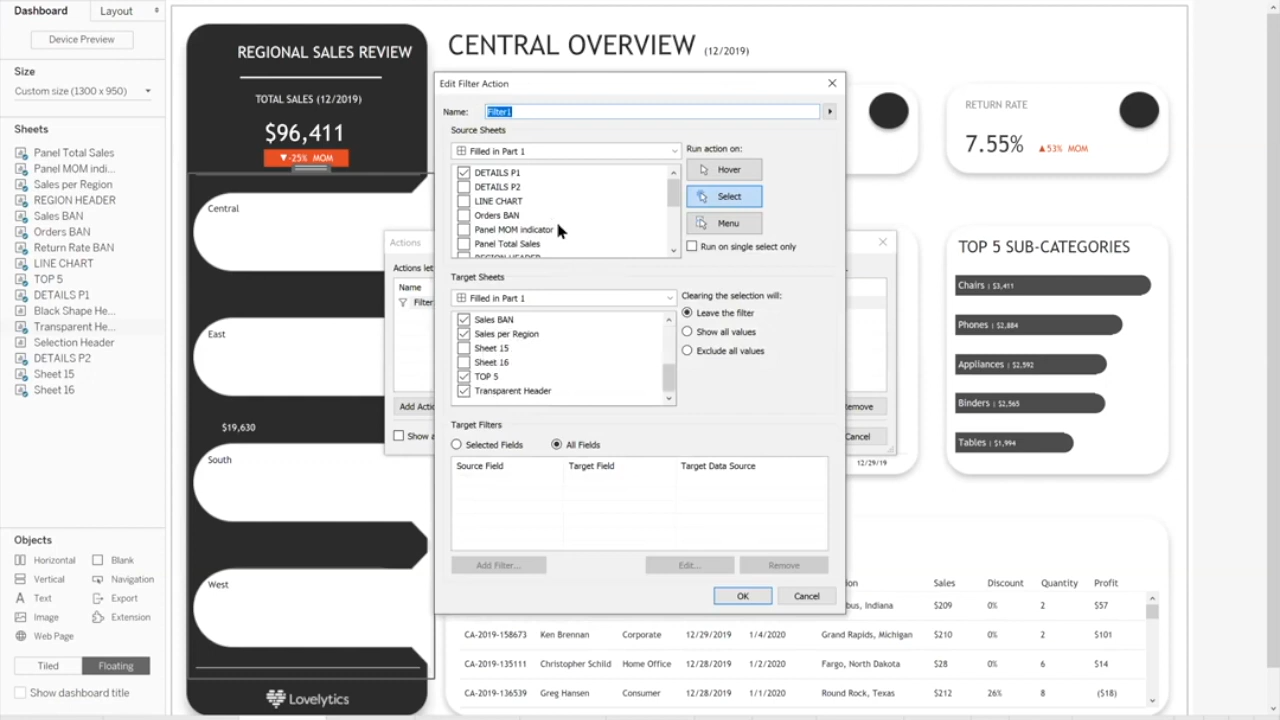 Dashboard
Layout
Device Preview
Size
Custom size (1300 x 950)
Sheets
Panel Total Sales
Panel MOM indi...
Sales per Region
REGION HEADER
Sales BAN
Orders BAN
Return Rate BAN
LINE CHART
TOP 5
DETAILS P1
Black Shape He...
Transparent He...
Selection Header
DETAILS P2
Sheet 15
Sheet 16
Objects
Horizontal
Blank
Vertical
Navigation
Text
Export
Image
Extension
Web Page
Tiled
Floating
Show dashboard title
REGIONAL SALES REVIEW
TOTAL SALES (12/2019)
$96,411
▼-25% MOM
Central
East
$19,630
South
West
Lovelytics
CENTRAL OVERVIEW (12/2019)
RETURN RATE
7.55% ▲53% MOM
TOP 5 SUB-CATEGORIES
Chairs | $3,411
Phones | $2,884
Appliances | $2,592
Binders | $2,565
Tables | $1,994
12/29/19
Actions
Actions let
Name
Filter
Add Actio
Show a
emove
Cancel
Edit Filter Action
Name: Filter1
Source Sheets
Filled in Part 1
DETAILS P1
DETAILS P2
LINE CHART
Orders BAN
Panel MOM indicator
Panel Total Sales
REGION HEADER
Run action on:
Hover
Select
Menu
Run on single select only
Target Sheets
Filled in Part 1
Sales BAN
Sales per Region
Sheet 15
Sheet 16
TOP 5
Transparent Header
Clearing the selection will:
Leave the filter
Show all values
Exclude all values
Target Filters
Selected Fields
All Fields
Source Field Target Field Target Data Source
Add Filter...
Edit...
Remove
OK
Cancel
ion Sales Discount Quantity Profit
bus, Indiana $209 0% 2 $57
CA-2019-158673 Ken Brennan Corporate 12/29/2019 1/4/2020 Grand Rapids, Michigan $210 0% 2 $101
CA-2019-135111 Christopher Schild Home Office 12/28/2019 1/2/2020 Fargo, North Dakota $28 0% 6 $14
CA-2019-136539 Greg Hansen Consumer 12/28/2019 1/1/2020 Round Rock, Texas $212 26% 8 ($18)